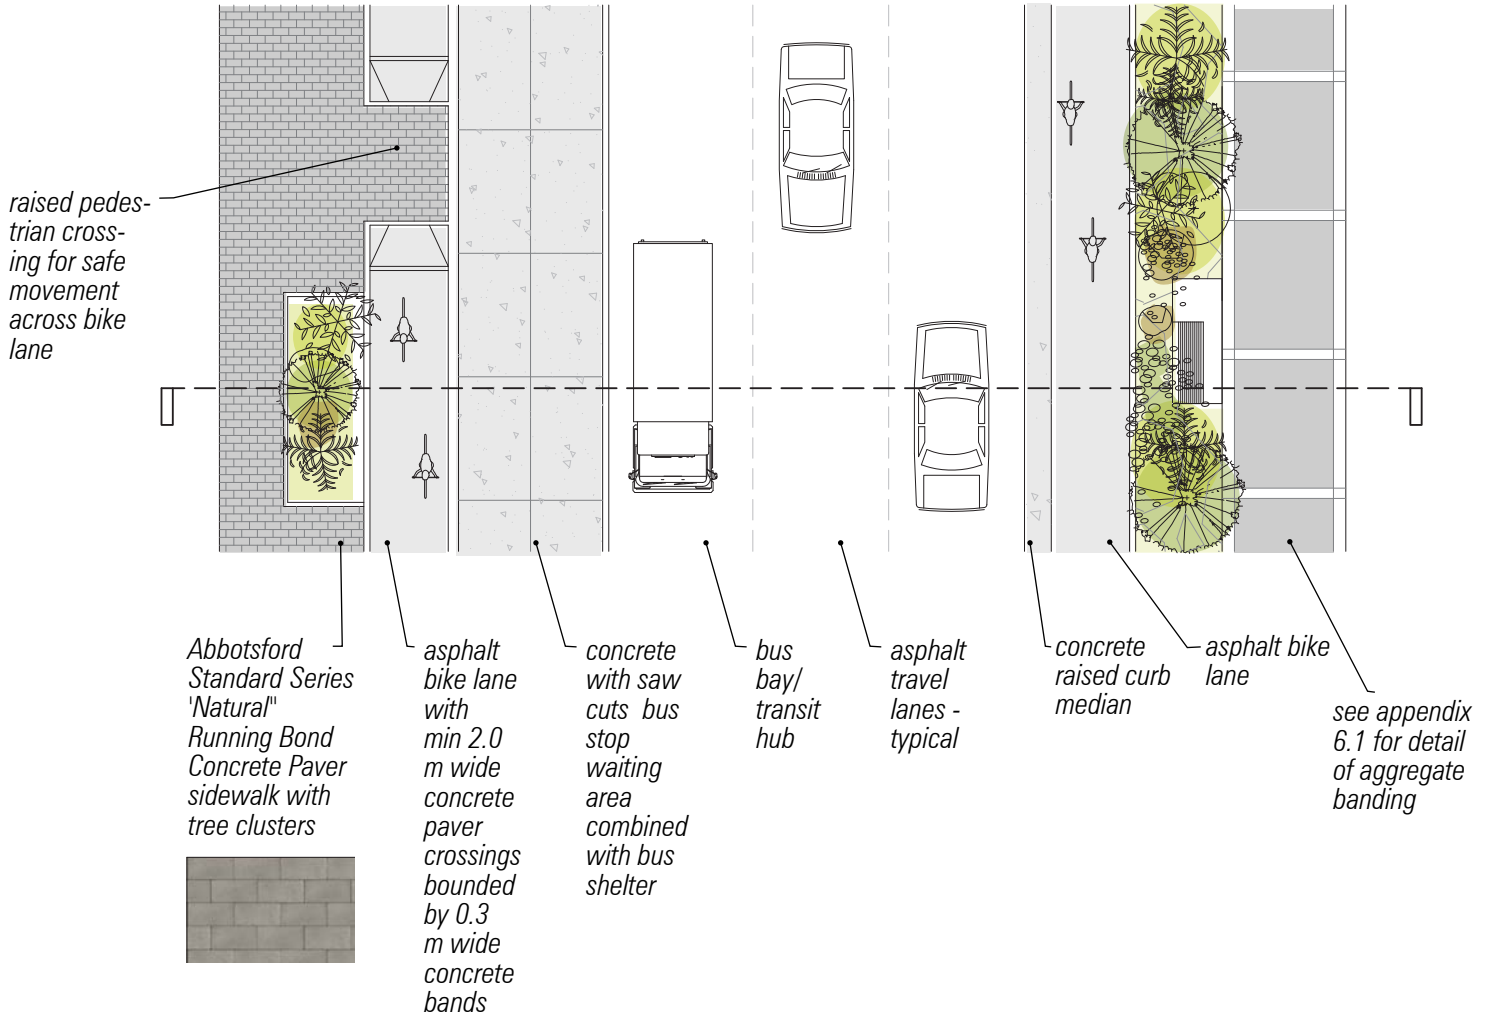 raised pedes-
trian cross-
ing for safe
movement
across bike
lane
Abbotsford
Standard Series
'Natural"
Running Bond
Concrete Paver
sidewalk with
tree clusters
asphalt
bike lane
with
min 2.0
m wide
concrete
paver
crossings
bounded
by 0.3
m wide
concrete
bands
concrete
with saw
cuts bus
stop
waiting
area
combined
with bus
shelter
bus
bay/
transit
hub
asphalt
travel
lanes -
typical
concrete
raised curb
median
asphalt bike
lane
see appendix
6.1 for detail
of aggregate
banding